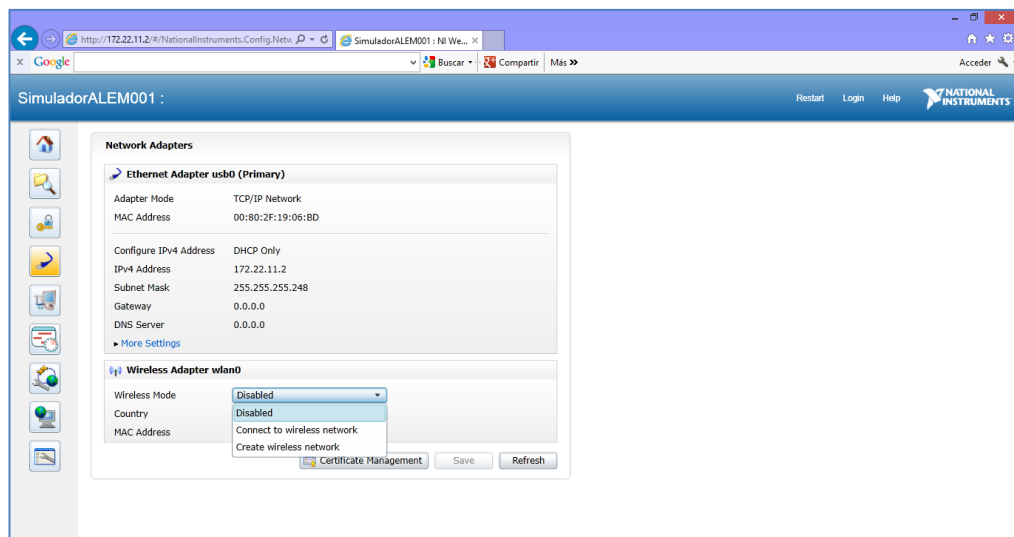 http://172.22.11.2/#/NationalInstruments.Config.Netw
SimuladorALEM001 : NI We...
x Google Buscar Compartir Más » Acceder
SimuladorALEM001 : Restart Login Help NATIONAL INSTRUMENTS
Network Adapters
Ethernet Adapter usb0 (Primary)
Adapter Mode TCP/IP Network
MAC Address 00:80:2F:19:06:BD
Configure IPv4 Address DHCP Only
IPv4 Address 172.22.11.2
Subnet Mask 255.255.255.248
Gateway 0.0.0.0
DNS Server 0.0.0.0
More Settings
Wireless Adapter wlan0
Wireless Mode Disabled
Country Disabled
Connect to wireless network
MAC Address
Create wireless network
Certificate Management Save Refresh